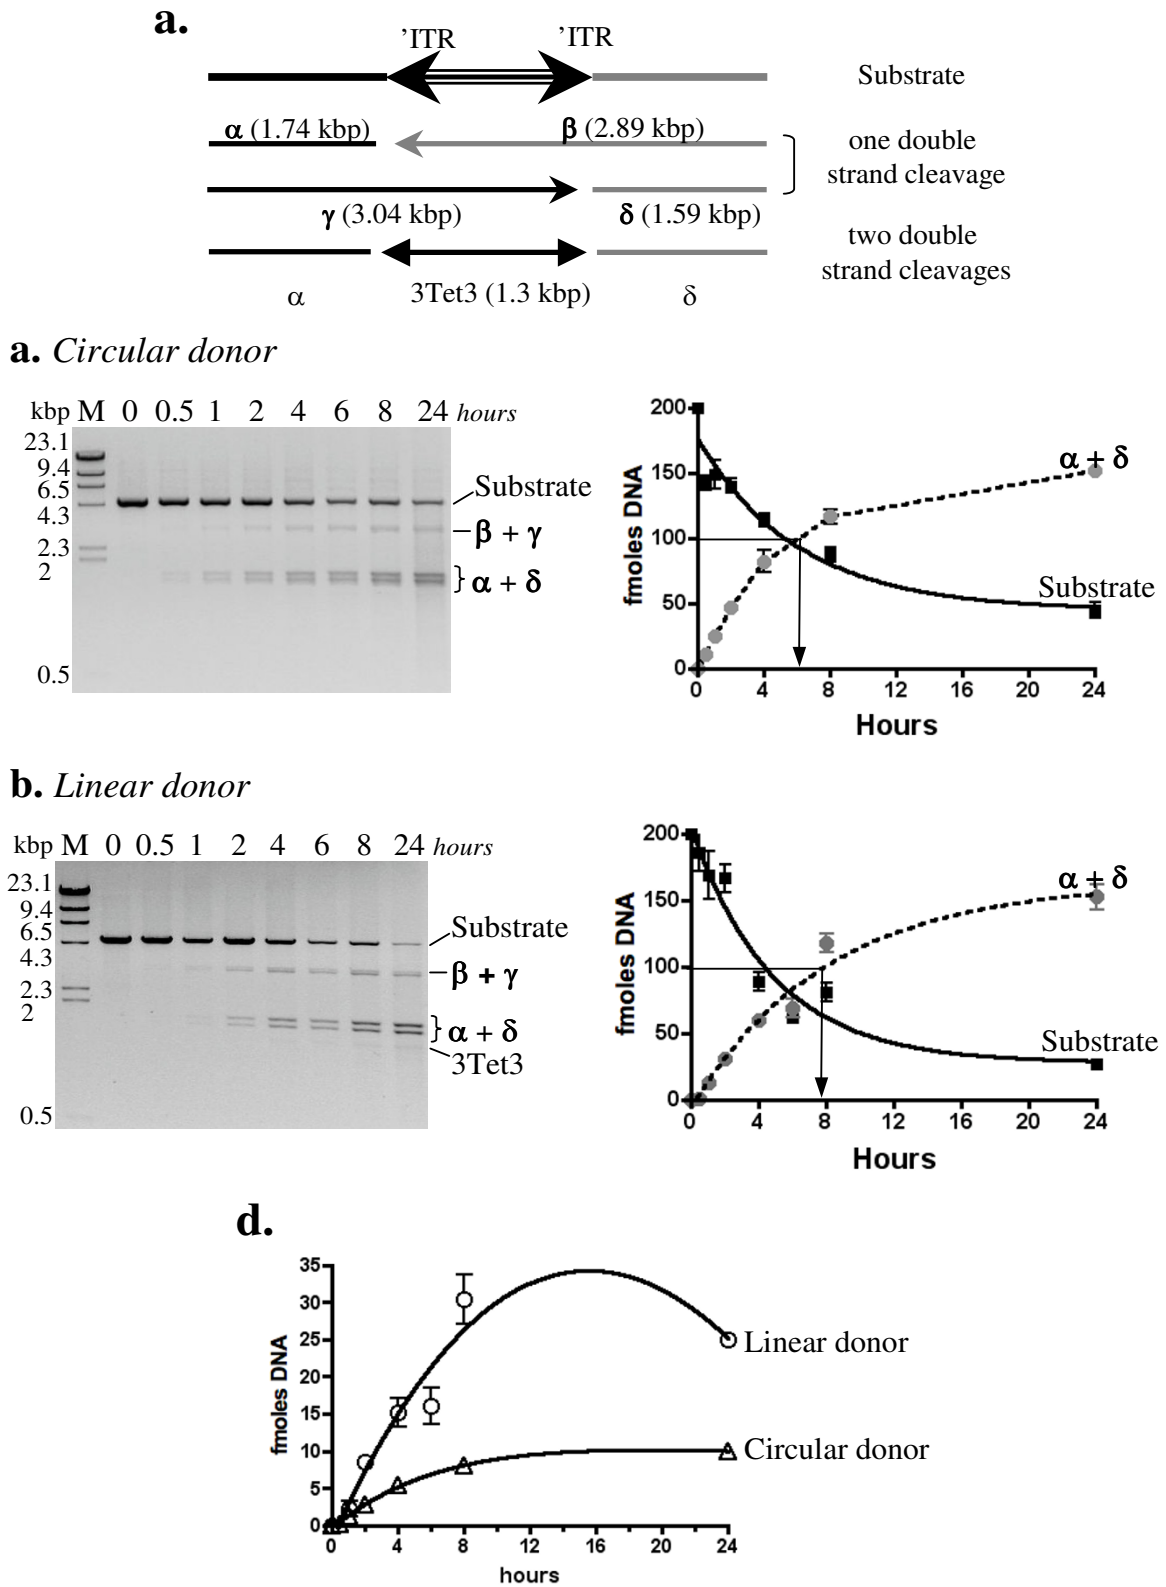 a.
’ITR ’ITR
Substrate
α (1.74 kbp) β (2.89 kbp)
one double
strand cleavage
γ (3.04 kbp) δ (1.59 kbp)
two double
strand cleavages
α 3Tet3 (1.3 kbp) δ
a. Circular donor
kbp M 0 0.5 1 2 4 6 8 24 hours
23.1
9.4
6.5
4.3
2.3
2
0.5
Substrate
β + γ
α + δ
200
150
100
50
0
fmoles DNA
α + δ
Substrate
0 4 8 12 16 20 24
Hours
b. Linear donor
kbp M 0 0.5 1 2 4 6 8 24 hours
23.1
9.4
6.5
4.3
2.3
2
0.5
Substrate
β + γ
α + δ
3Tet3
200
150
100
50
0
fmoles DNA
α + δ
Substrate
0 4 8 12 16 20 24
Hours
d.
35
30
25
20
15
10
5
0
fmoles DNA
Linear donor
Circular donor
0 4 8 12 16 20 24
hours